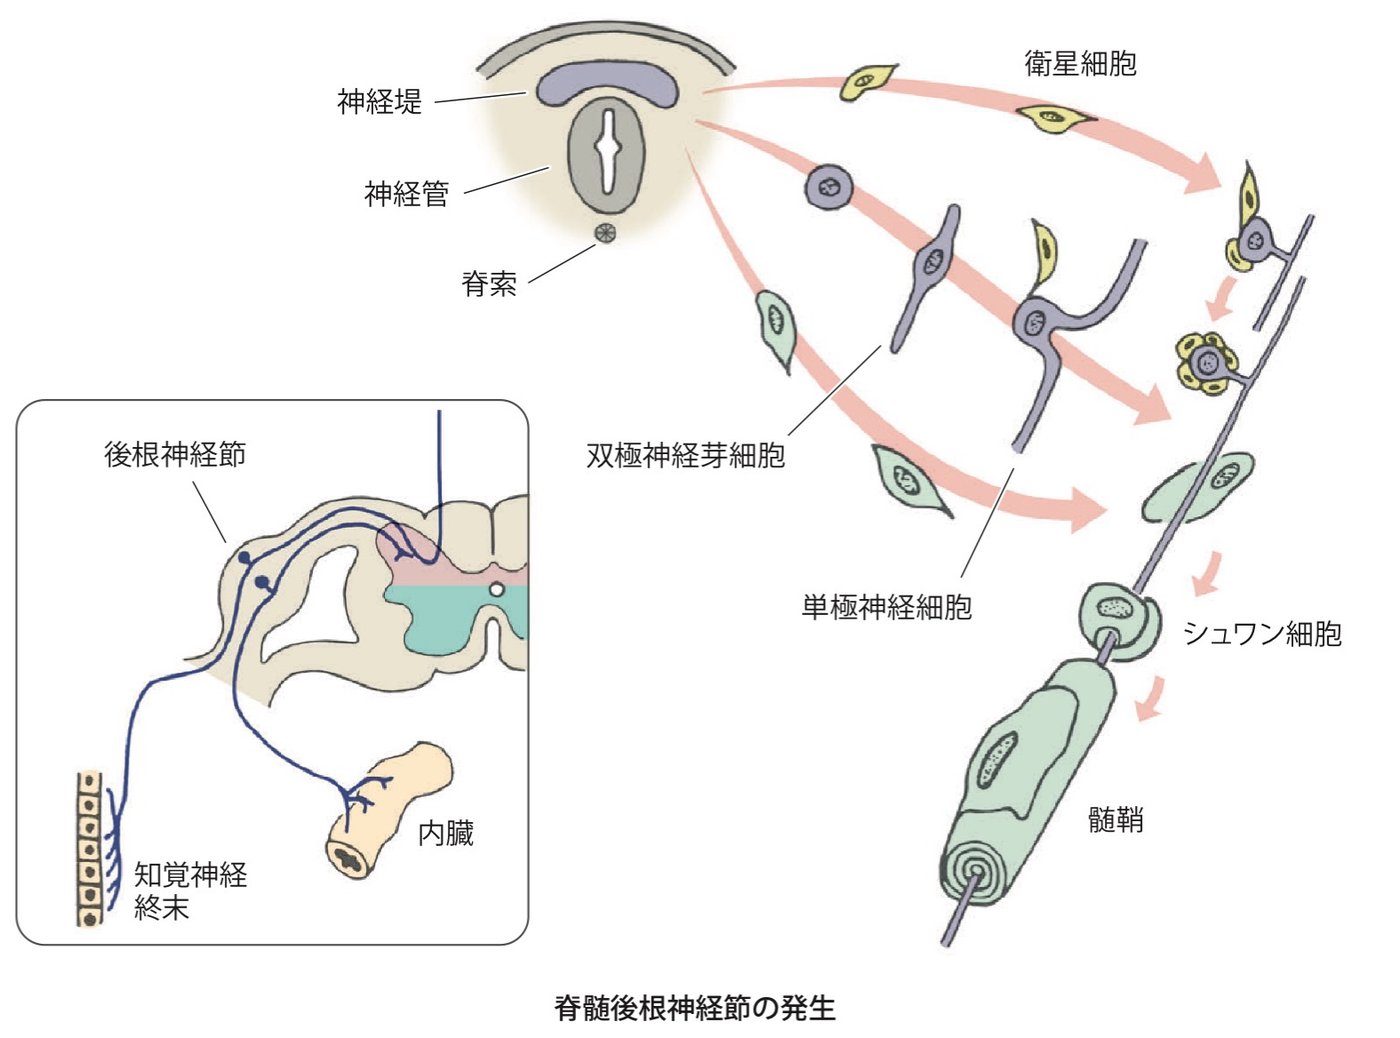 衛星細胞
神経堤
神経管
脊索
双極神経芽細胞
単極神経細胞
シュワン細胞
髄鞘
後根神経節
内臓
知覚神経
終末
脊髄後根神経節の発生